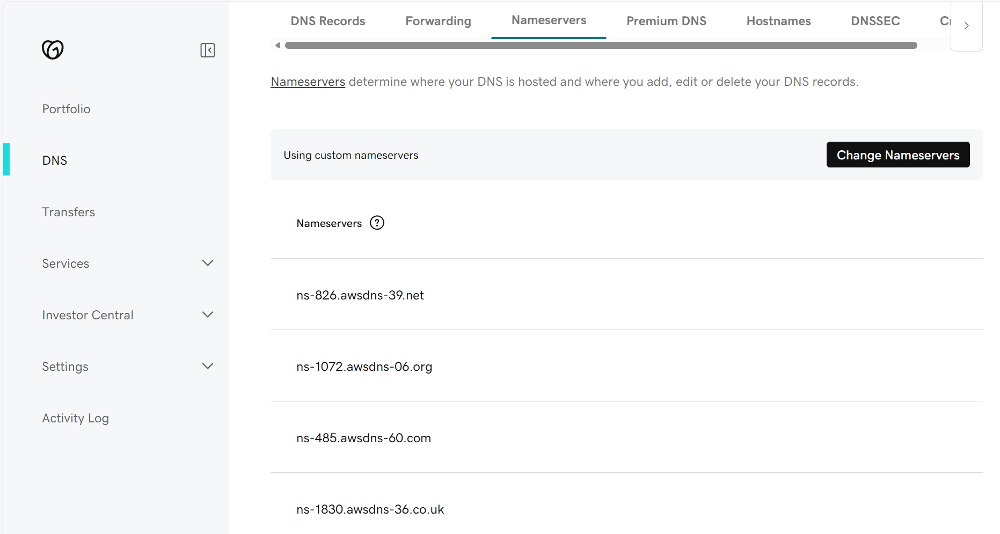 DNS Records Forwarding Nameservers Premium DNS Hostnames DNSSEC
Nameservers determine where your DNS is hosted and where you add, edit or delete your DNS records.
Portfolio
DNS
Transfers
Services
Investor Central
Settings
Activity Log
Using custom nameservers
Change Nameservers
Nameservers ?
ns-826.awsdns-39.net
ns-1072.awsdns-06.org
ns-485.awsdns-60.com
ns-1830.awsdns-36.co.uk